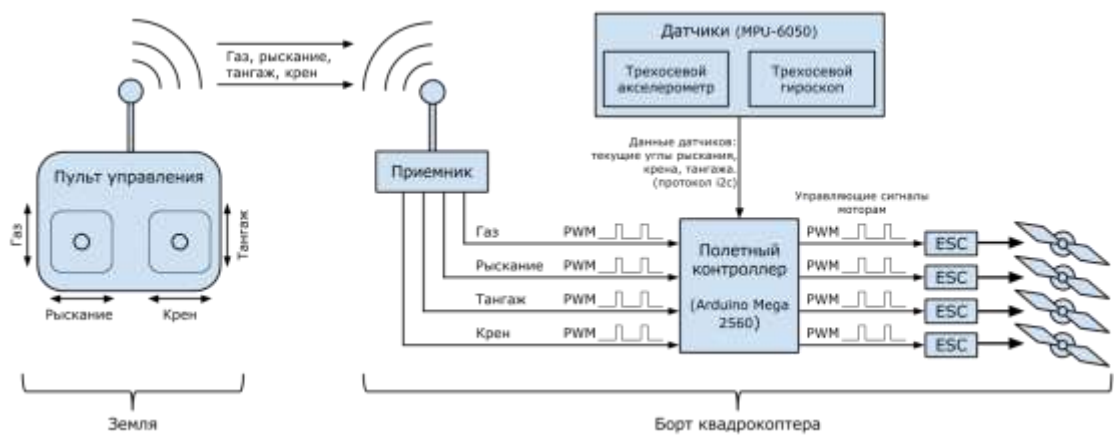 Газ, рыскание,
тангаж, крен
Датчики (MPU-6050)
Трехосевой
акселерометр
Трехосевой
гироскоп
Данные датчиков:
текущие углы рыскания,
крена, тангажа.
(протокол i2c)
Пульт управления
Газ
Тангаж
Рыскание
Крен
Приемник
Управляющие сигналы
моторам
Газ PWM
Рыскание PWM
Тангаж PWM
Крен PWM
Полетный
контроллер
(Arduino Mega
2560)
PWM ESC
PWM ESC
PWM ESC
PWM ESC
Земля
Борт квадрокоптера